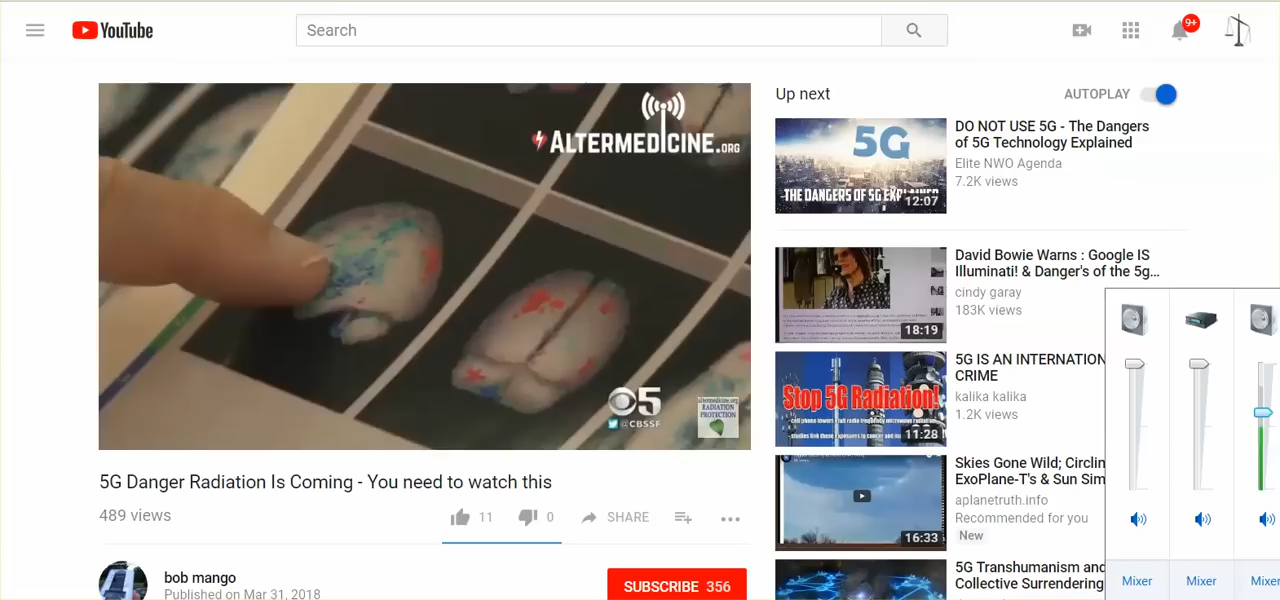 YouTube
Search
9+
ALTERMEDICINE.ORG
5
@CBSSF
altermedicine.org
RADIATION
PROTECTION
5G Danger Radiation Is Coming - You need to watch this
489 views
11
0
SHARE
bob mango
Published on Mar 31, 2018
SUBSCRIBE 356
Up next
AUTOPLAY
5G
THE DANGERS OF 5G EXPLAINED
12:07
DO NOT USE 5G - The Dangers
of 5G Technology Explained
Elite NWO Agenda
7.2K views
18:19
David Bowie Warns : Google IS
Illuminati! & Danger's of the 5g...
cindy garay
183K views
Stop 5G Radiation!
11:28
5G IS AN INTERNATION
CRIME
kalika kalika
1.2K views
16:33
Skies Gone Wild; Circlin
ExoPlane-T's & Sun Sim
aplanetruth.info
Recommended for you
New
5G Transhumanism and
Collective Surrendering
Mixer
Mixer
Mixer